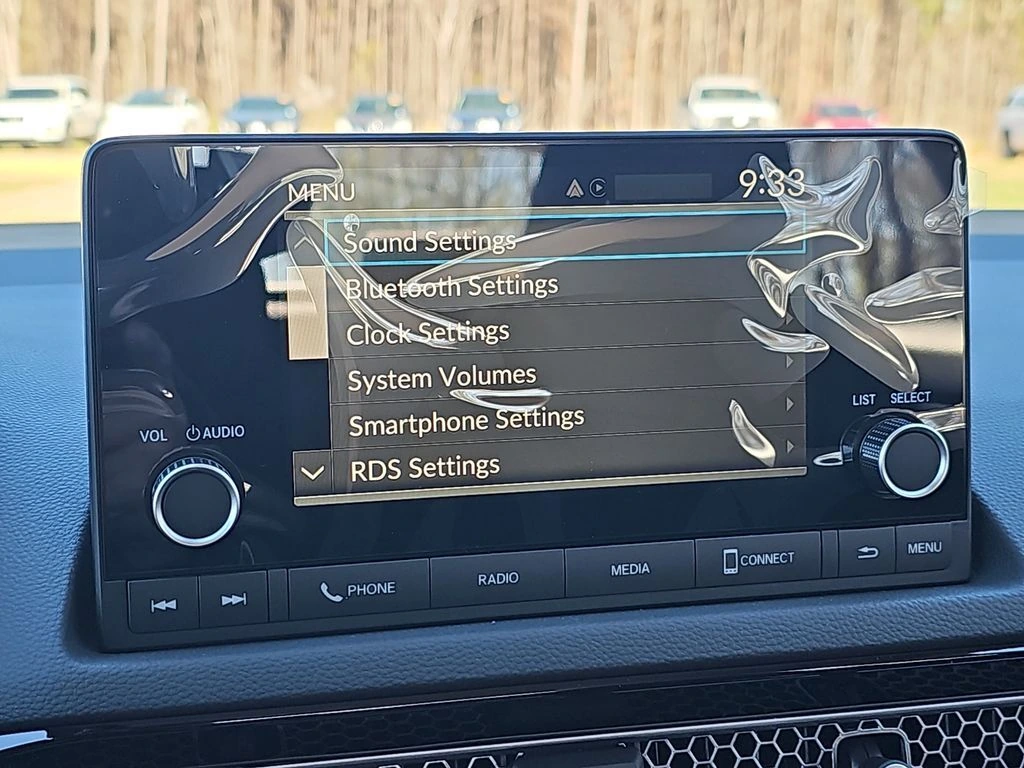 MENU 9:33
Sound Settings
Bluetooth Settings
Clock Settings
System Volumes
Smartphone Settings
RDS Settings
VOL AUDIO
LIST SELECT
PHONE RADIO MEDIA CONNECT MENU